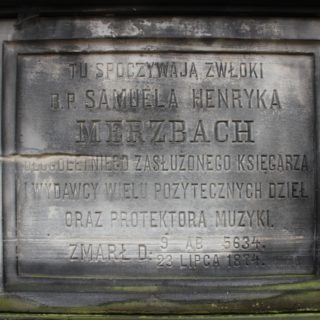 TU SPOCZYWAJĄ ZWŁOKI
B.P. SAMUELA HENRYKA
MERZBACH
DŁUGOLETNIEGO ZASŁUŻONEGO KSIĘGARZA
I WYDAWCY WIELU POŻYTECZNYCH DZIEŁ
ORAZ PROTEKTORA MUZYKI.
ZMARŁ D. 9 AB 5634.
23 LIPCA 1874.